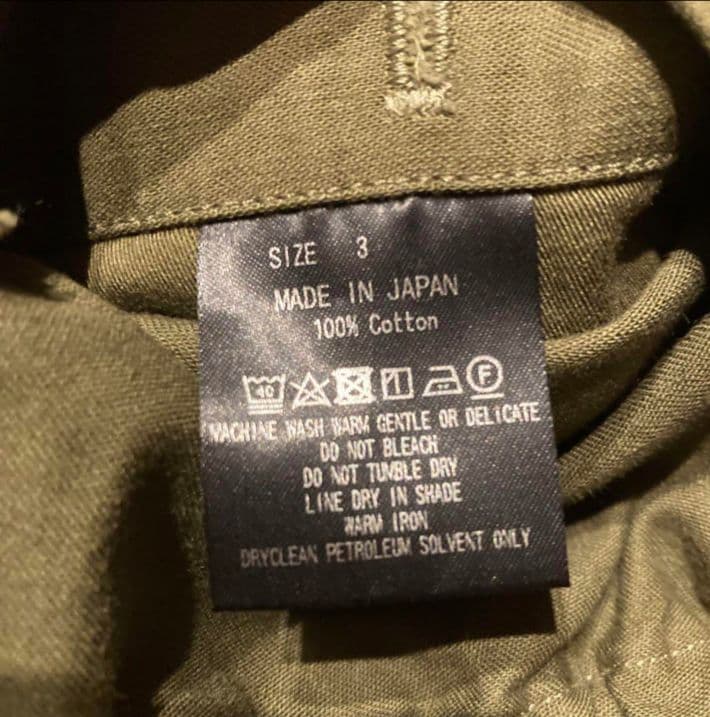 SIZE 3
MADE IN JAPAN
100% Cotton
40 F
MACHINE WASH WARM GENTLE OR DELICATE
DO NOT BLEACH
DO NOT TUMBLE DRY
LINE DRY IN SHADE
WARM IRON
DRYCLEAN PETROLEUM SOLVENT ONLY